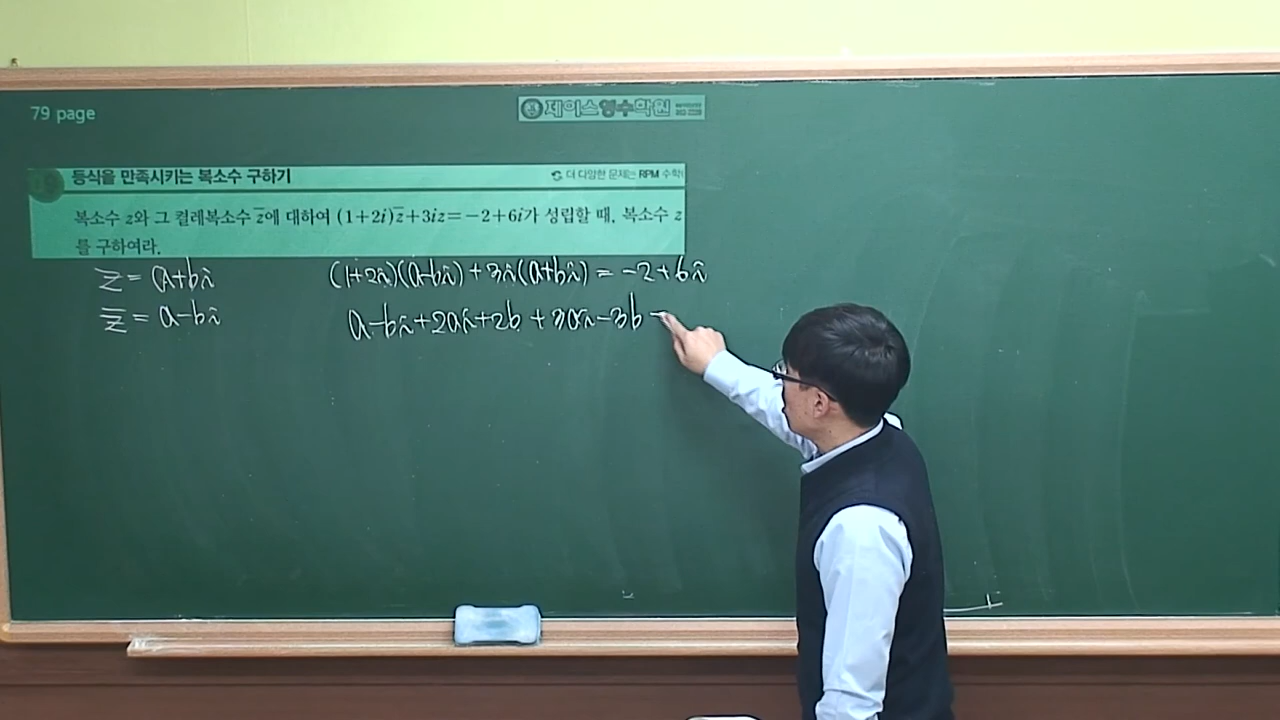 79 page
제이스영수학원
등식을 만족시키는 복소수 구하기
더 다양한 문제는 RPM 수학
복소수 z와 그 켤레복소수 z̅에 대하여 (1+2i)z̅+3iz=−2+6i가 성립할 때, 복소수 z
를 구하여라.
z = a+bi
(1+2i)(a-bi)+3i(a+bi) = -2+6i
z̅ = a-bi
a-bi+2ai+2b+3ai-3b